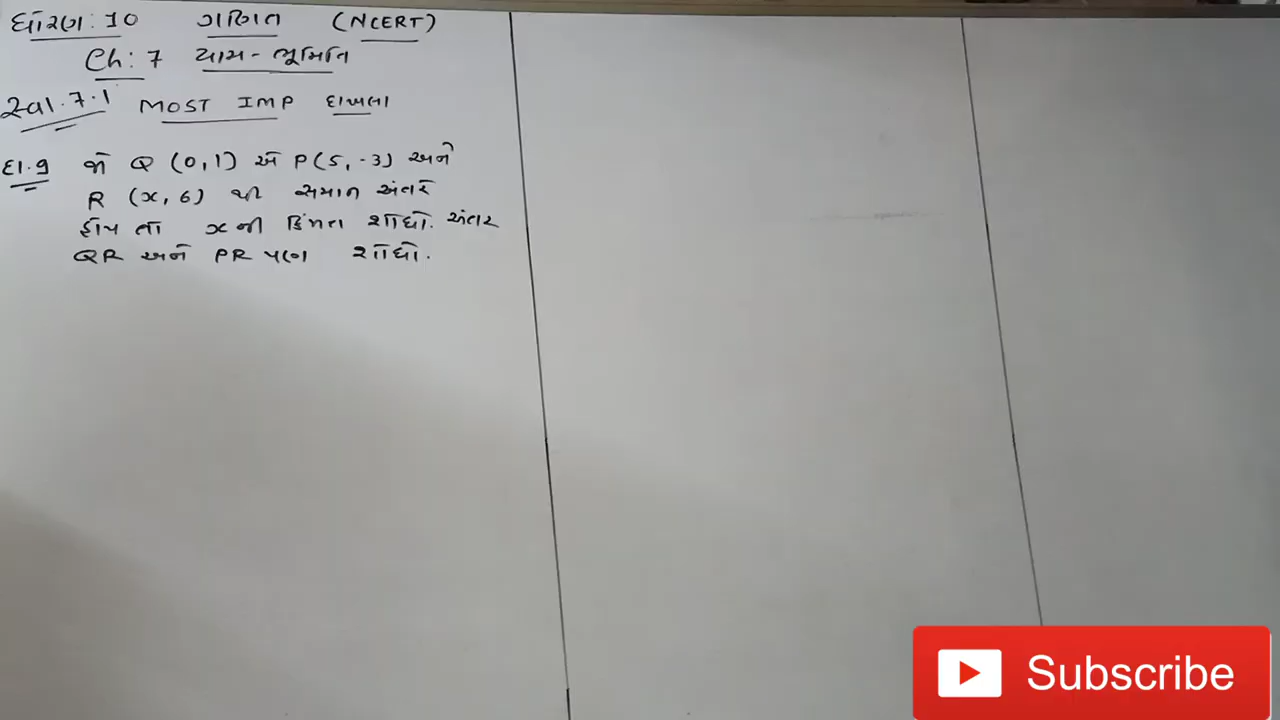 ધોરણ: 10 ગણિત (NCERT)
Ch: 7 યામ - ભૂમિતિ
સ્વા. 7.1 MOST IMP દાખલા
દા.9 જો Q (0,1) એ P(5, -3) અને
R (x, 6) થી સમાન અંતરે
હોય તો x ની કિંમત શોધો. અંતર
QR અને PR પણ શોધો.
Subscribe